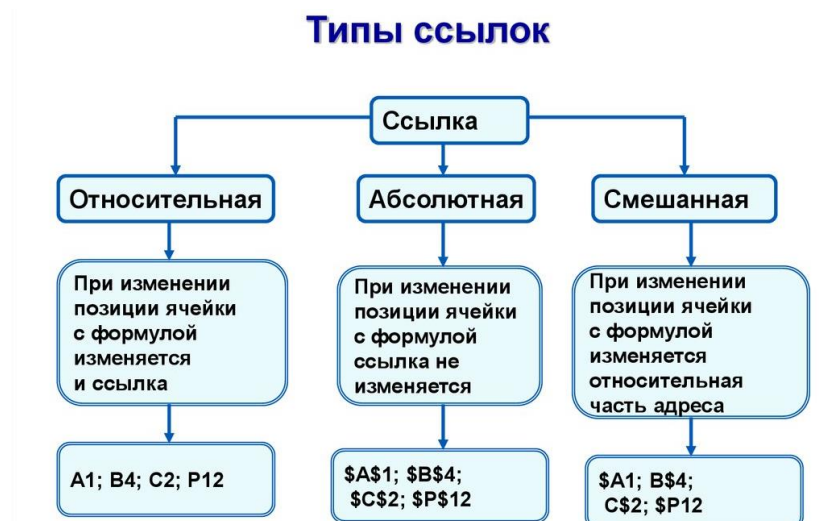 Типы ссылок
Ссылка
Относительная
Абсолютная
Смешанная
При изменении
позиции ячейки
с формулой
изменяется
и ссылка
При изменении
позиции ячейки
с формулой
ссылка не
изменяется
При изменении
позиции ячейки
с формулой
изменяется
относительная
часть адреса
A1; B4; C2; P12
$A$1; $B$4;
$C$2; $P$12
$A1; B$4;
C$2; $P12